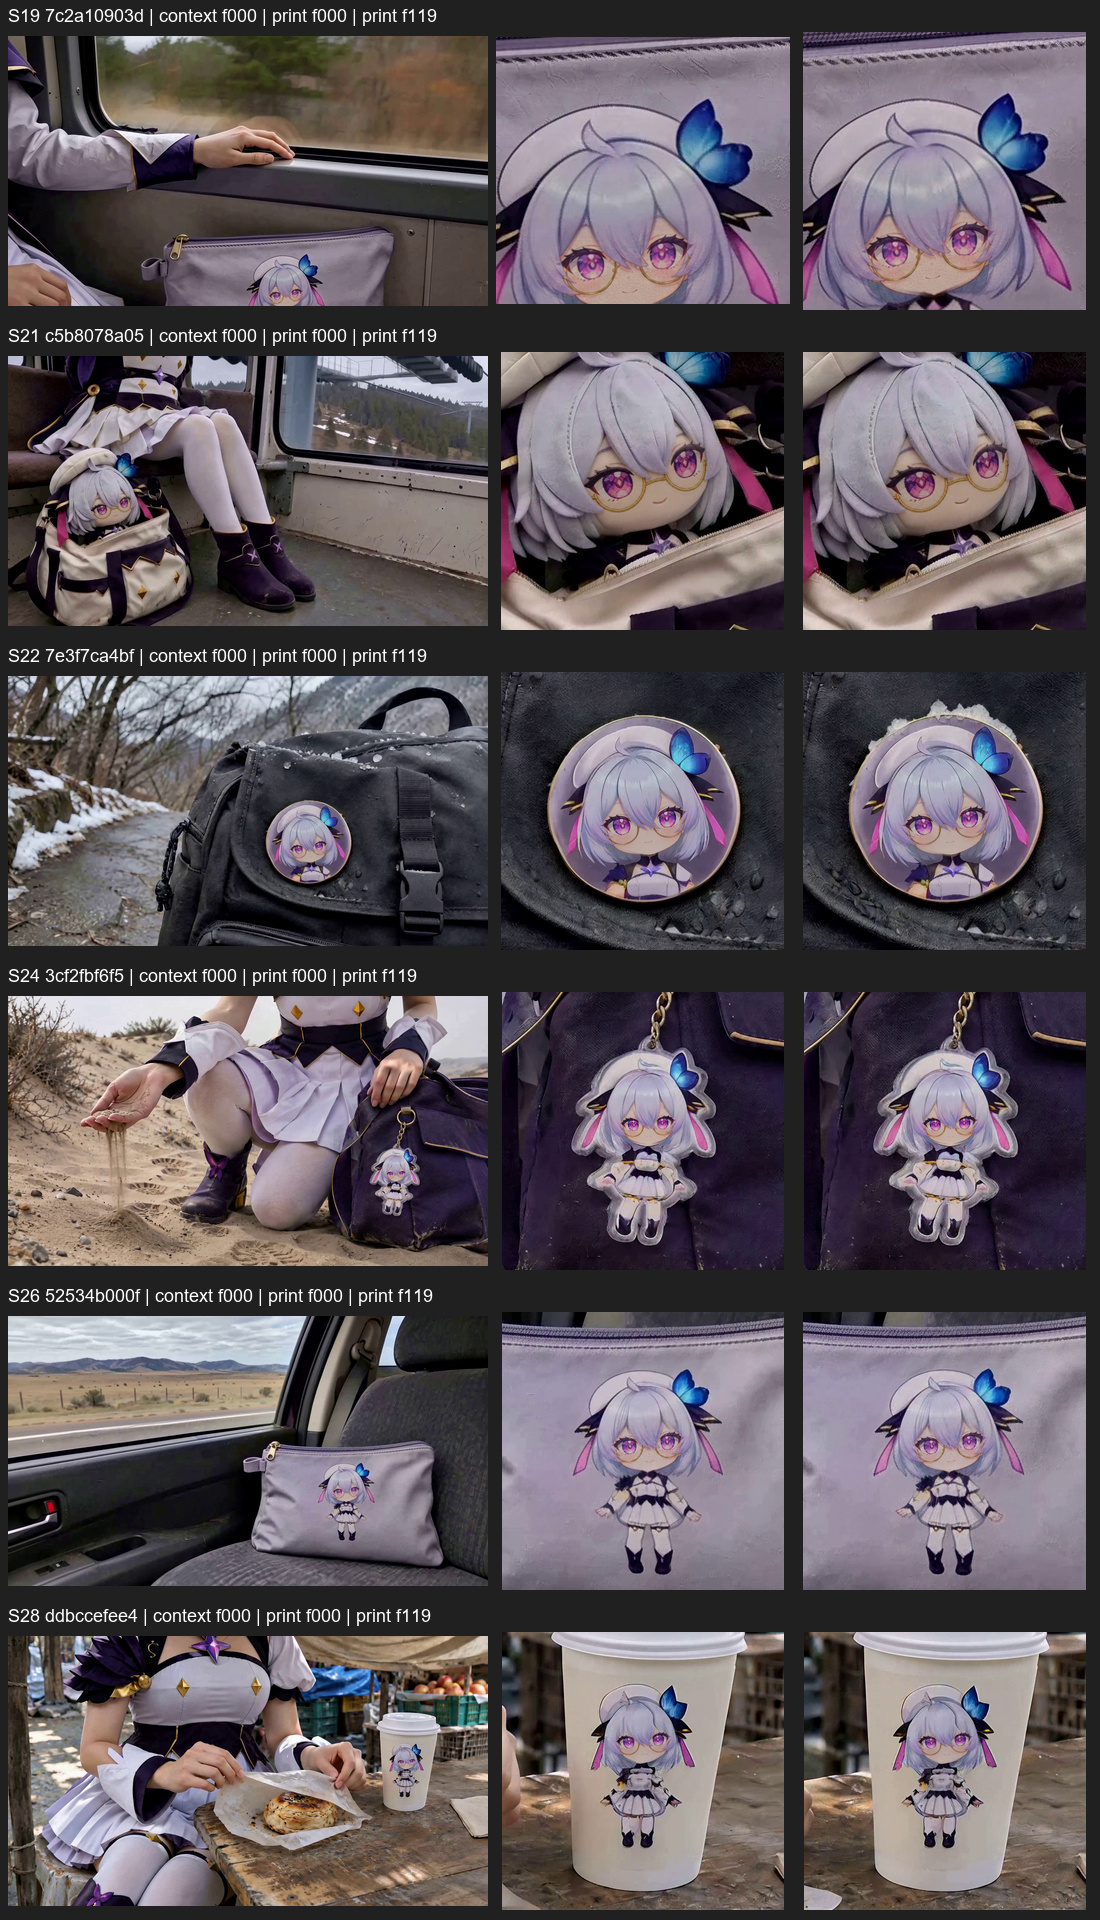 S19 7c2a10903d | context f000 | print f000 | print f119
S21 c5b8078a05 | context f000 | print f000 | print f119
S22 7e3f7ca4bf | context f000 | print f000 | print f119
S24 3cf2fbf6f5 | context f000 | print f000 | print f119
S26 52534b000f | context f000 | print f000 | print f119
S28 ddbccefee4 | context f000 | print f000 | print f119